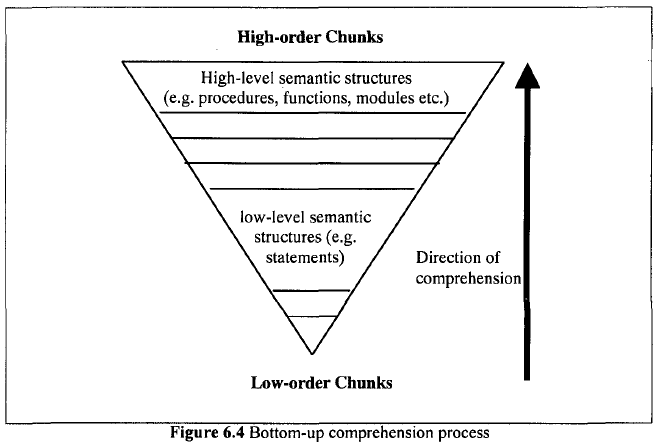 High-order Chunks
High-level semantic structures
(e.g. procedures, functions, modules etc.)
low-level semantic
structures (e.g.
statements)
Direction of
comprehension
Low-order Chunks
Figure 6.4 Bottom-up comprehension process